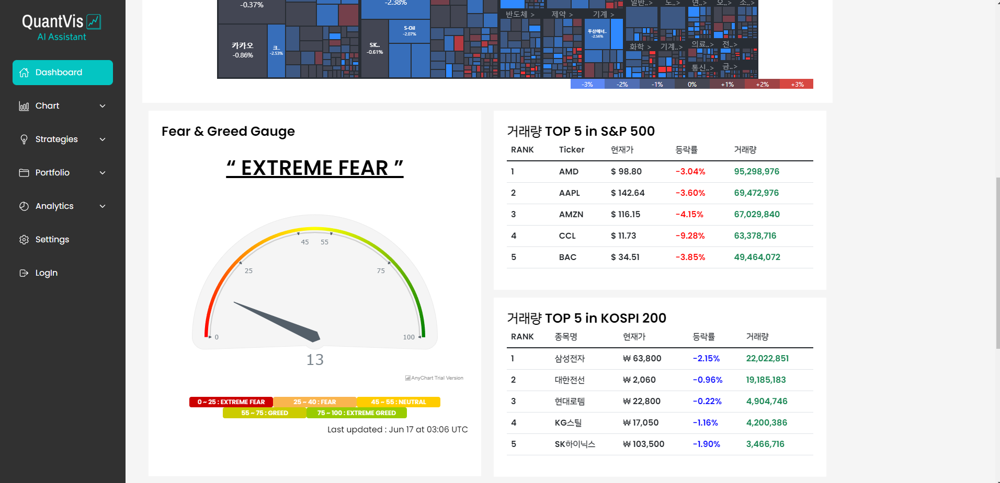 QuantVis
AI Assistant
Dashboard
Chart
Strategies
Portfolio
Analytics
Settings
LogIn
-0.37%
-2.38%
카카오
-0.86%
크..
-2.53%
SK..
-0.61%
S-Oil
-2.07%
반도체 >
제약 >
기계 >
두산에너..
-2.56%
일반..>
도..>
연..>
오..>
소..>
화학 >
기계..>
의료..>
전..>
통신..>
금..>
-3% -2% -1% 0% +1% +2% +3%
Fear & Greed Gauge
“ EXTREME FEAR ”
45 55
25 75
0 100
13
AnyChart Trial Version
0 ~ 25 : EXTREME FEAR 25 ~ 40 : FEAR 45 ~ 55 : NEUTRAL
55 ~ 75 : GREED 75 ~ 100 : EXTREME GREED
Last updated : Jun 17 at 03:06 UTC
거래량 TOP 5 in S&P 500
RANK Ticker 현재가 등락률 거래량
1 AMD $ 98.80 -3.04% 95,298,976
2 AAPL $ 142.64 -3.60% 69,472,976
3 AMZN $ 116.15 -4.15% 67,029,840
4 CCL $ 11.73 -9.28% 63,378,716
5 BAC $ 34.51 -3.85% 49,464,072
거래량 TOP 5 in KOSPI 200
RANK 종목명 현재가 등락률 거래량
1 삼성전자 ₩ 63,800 -2.15% 22,022,851
2 대한전선 ₩ 2,060 -0.96% 19,185,183
3 현대로템 ₩ 22,800 -0.22% 4,904,746
4 KG스틸 ₩ 17,050 -1.16% 4,200,386
5 SK하이닉스 ₩ 103,500 -1.90% 3,466,716